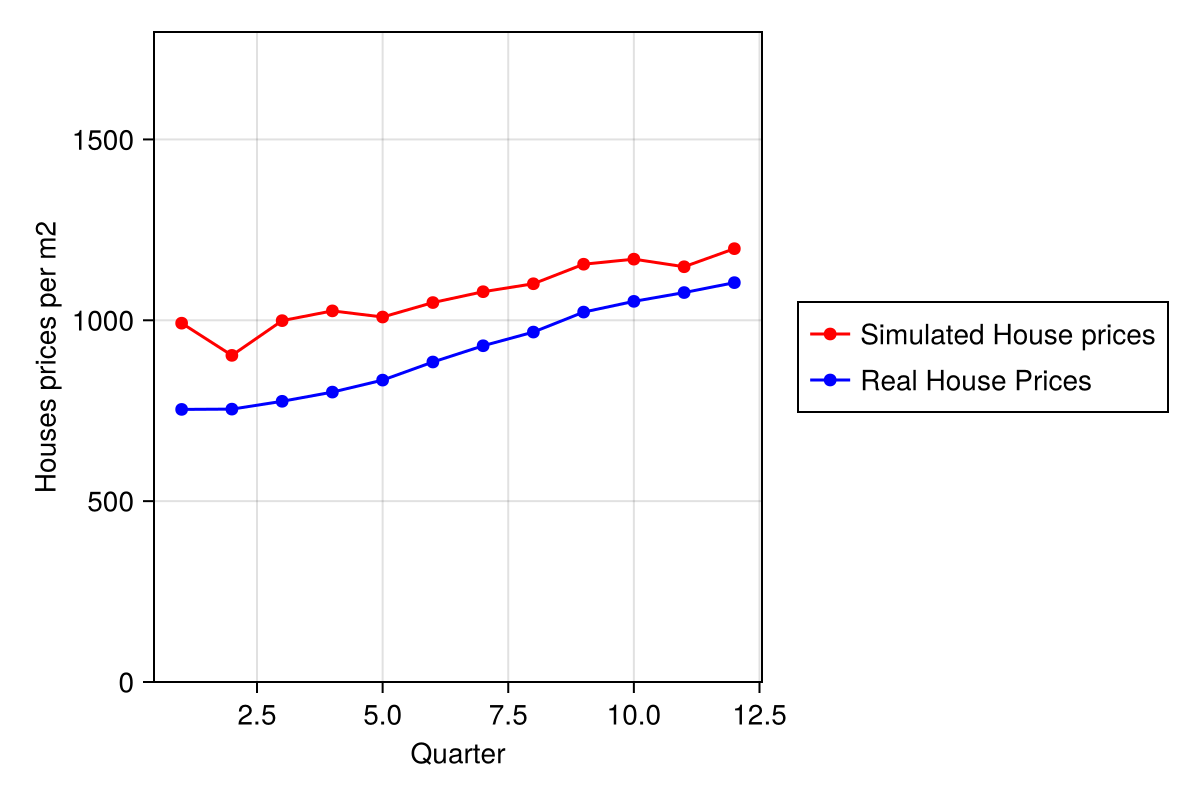 1500
1000
500
0
Houses prices per m2
2.5 5.0 7.5 10.0 12.5
Quarter
Simulated House prices
Real House Prices